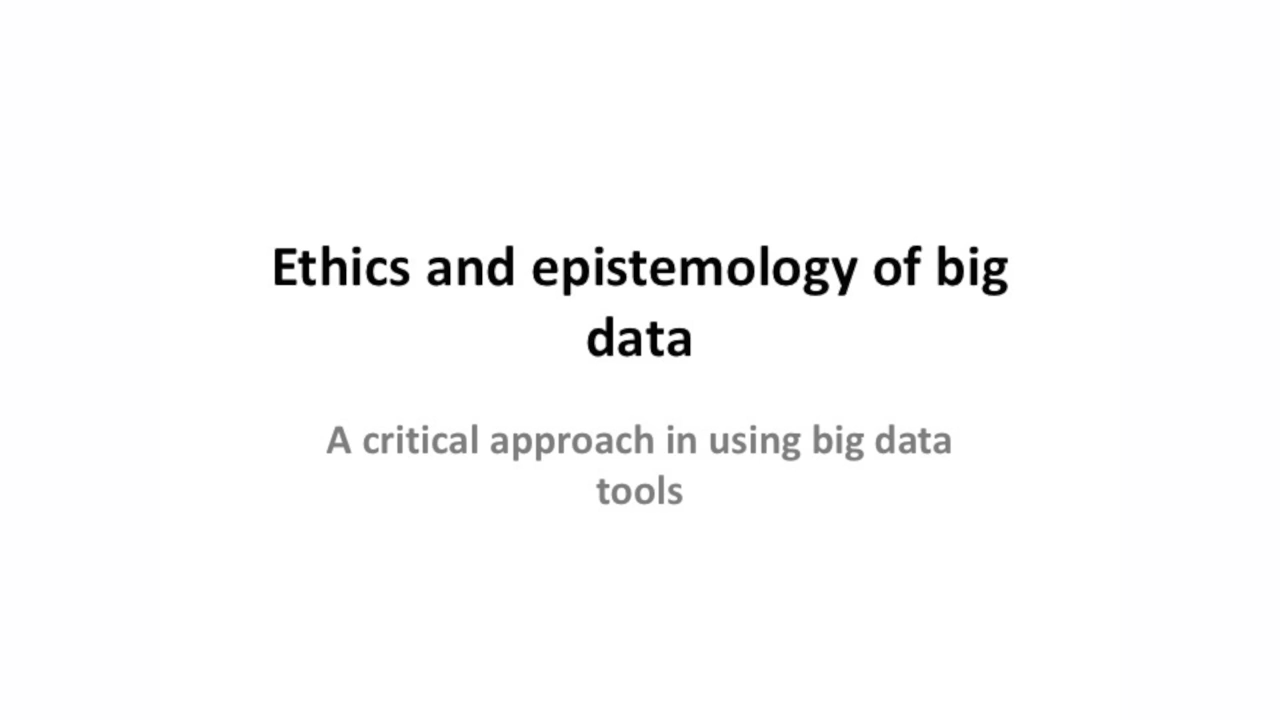 Ethics and epistemology of big
data
A critical approach in using big data
tools